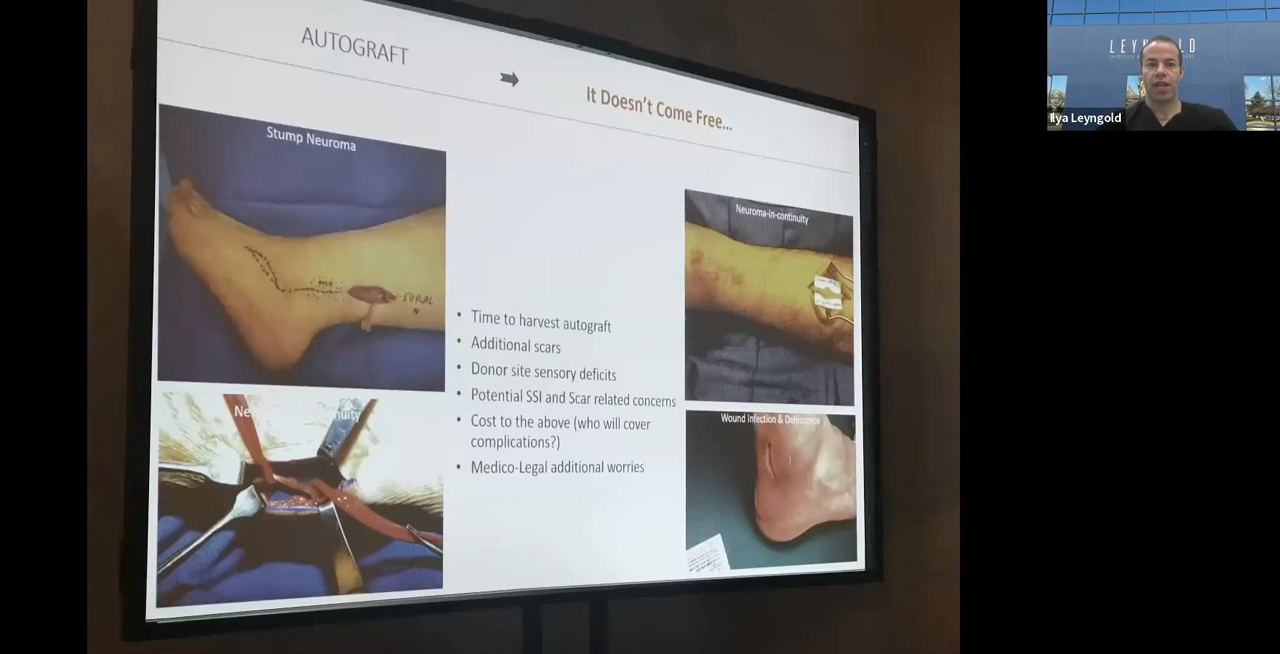 AUTOGRAFT
It Doesn't Come Free...
Stump Neuroma
SURAL
N
Neuroma-in-continuity
• Time to harvest autograft
• Additional scars
• Donor site sensory deficits
• Potential SSI and Scar related concerns
• Cost to the above (who will cover
complications?)
• Medico-Legal additional worries
Wound Infection & Dehiscence
LEYNGOLD
Ilya Leyngold